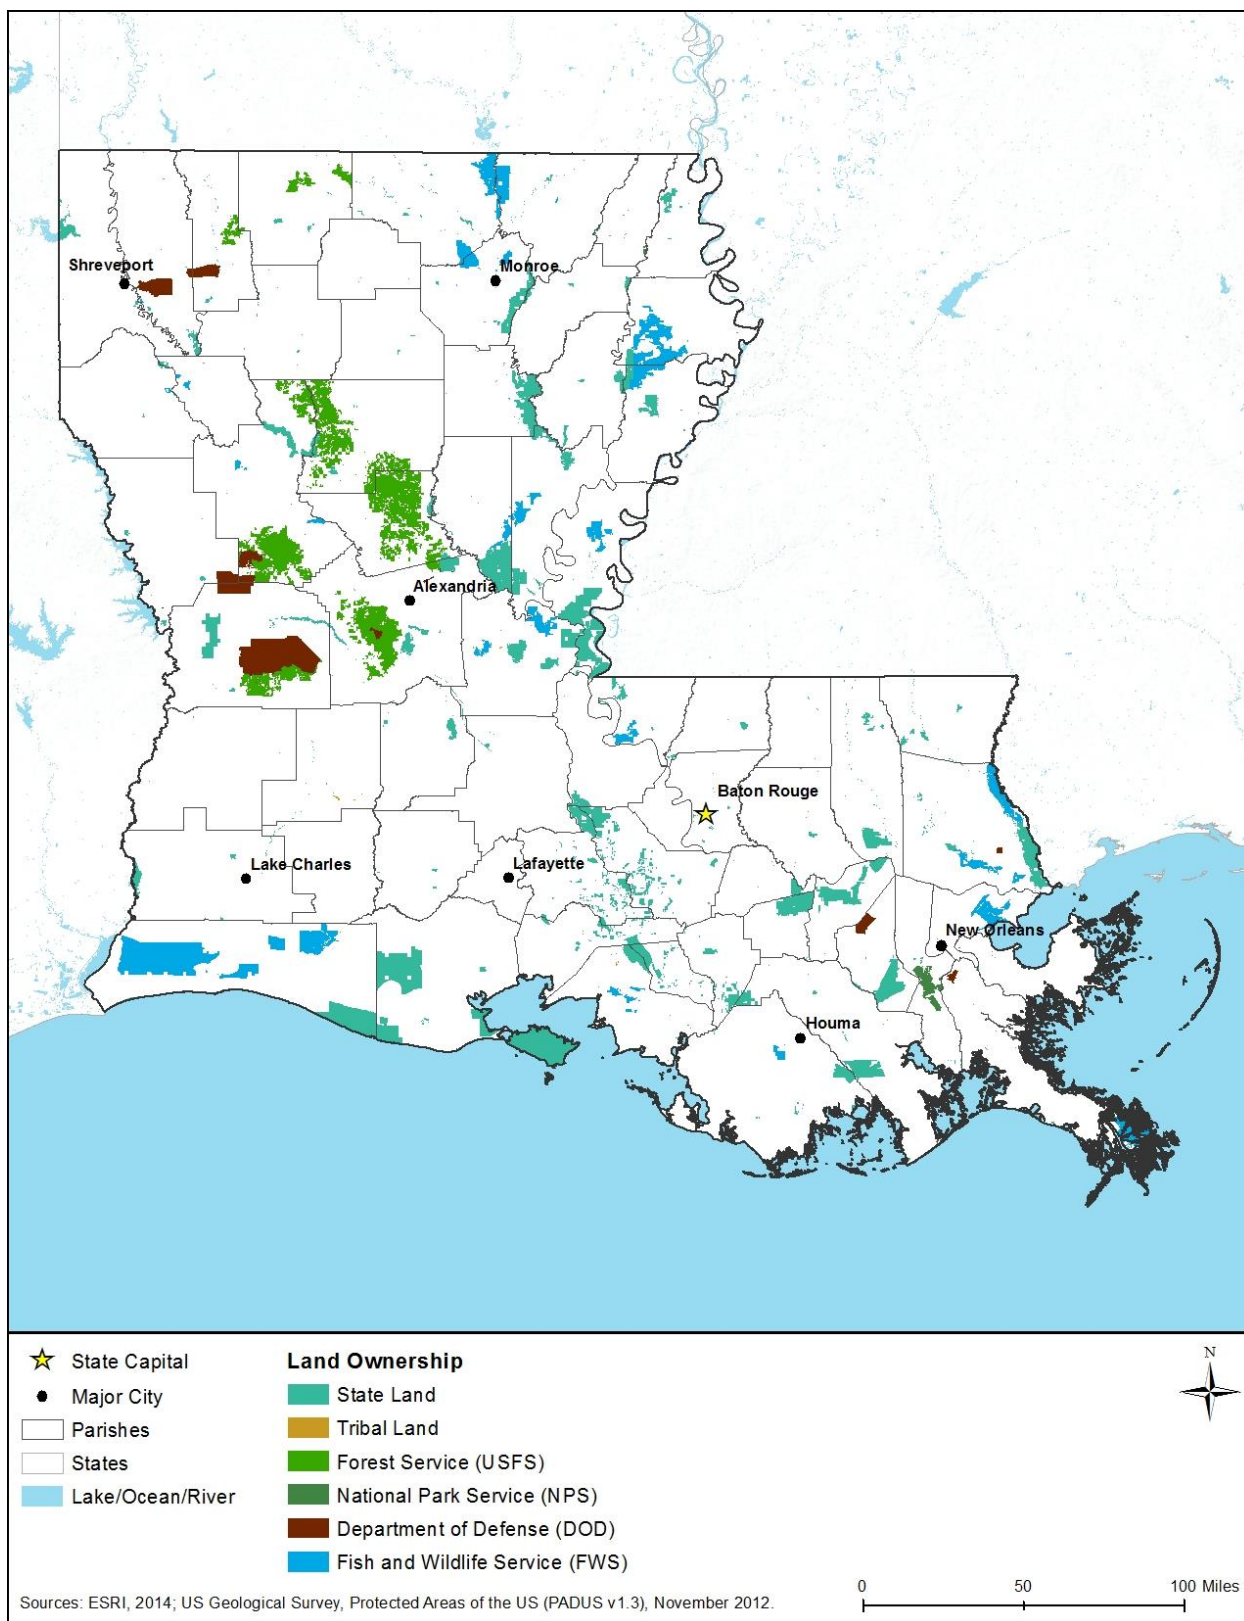 Shreveport
Monroe
Alexandria
Baton Rouge
Lake Charles
Lafayette
New Orleans
Houma
State Capital
Major City
Parishes
States
Lake/Ocean/River
Land Ownership
State Land
Tribal Land
Forest Service (USFS)
National Park Service (NPS)
Department of Defense (DOD)
Fish and Wildlife Service (FWS)
N
0 50 100 Miles
Sources: ESRI, 2014; US Geological Survey, Protected Areas of the US (PADUS v1.3), November 2012.